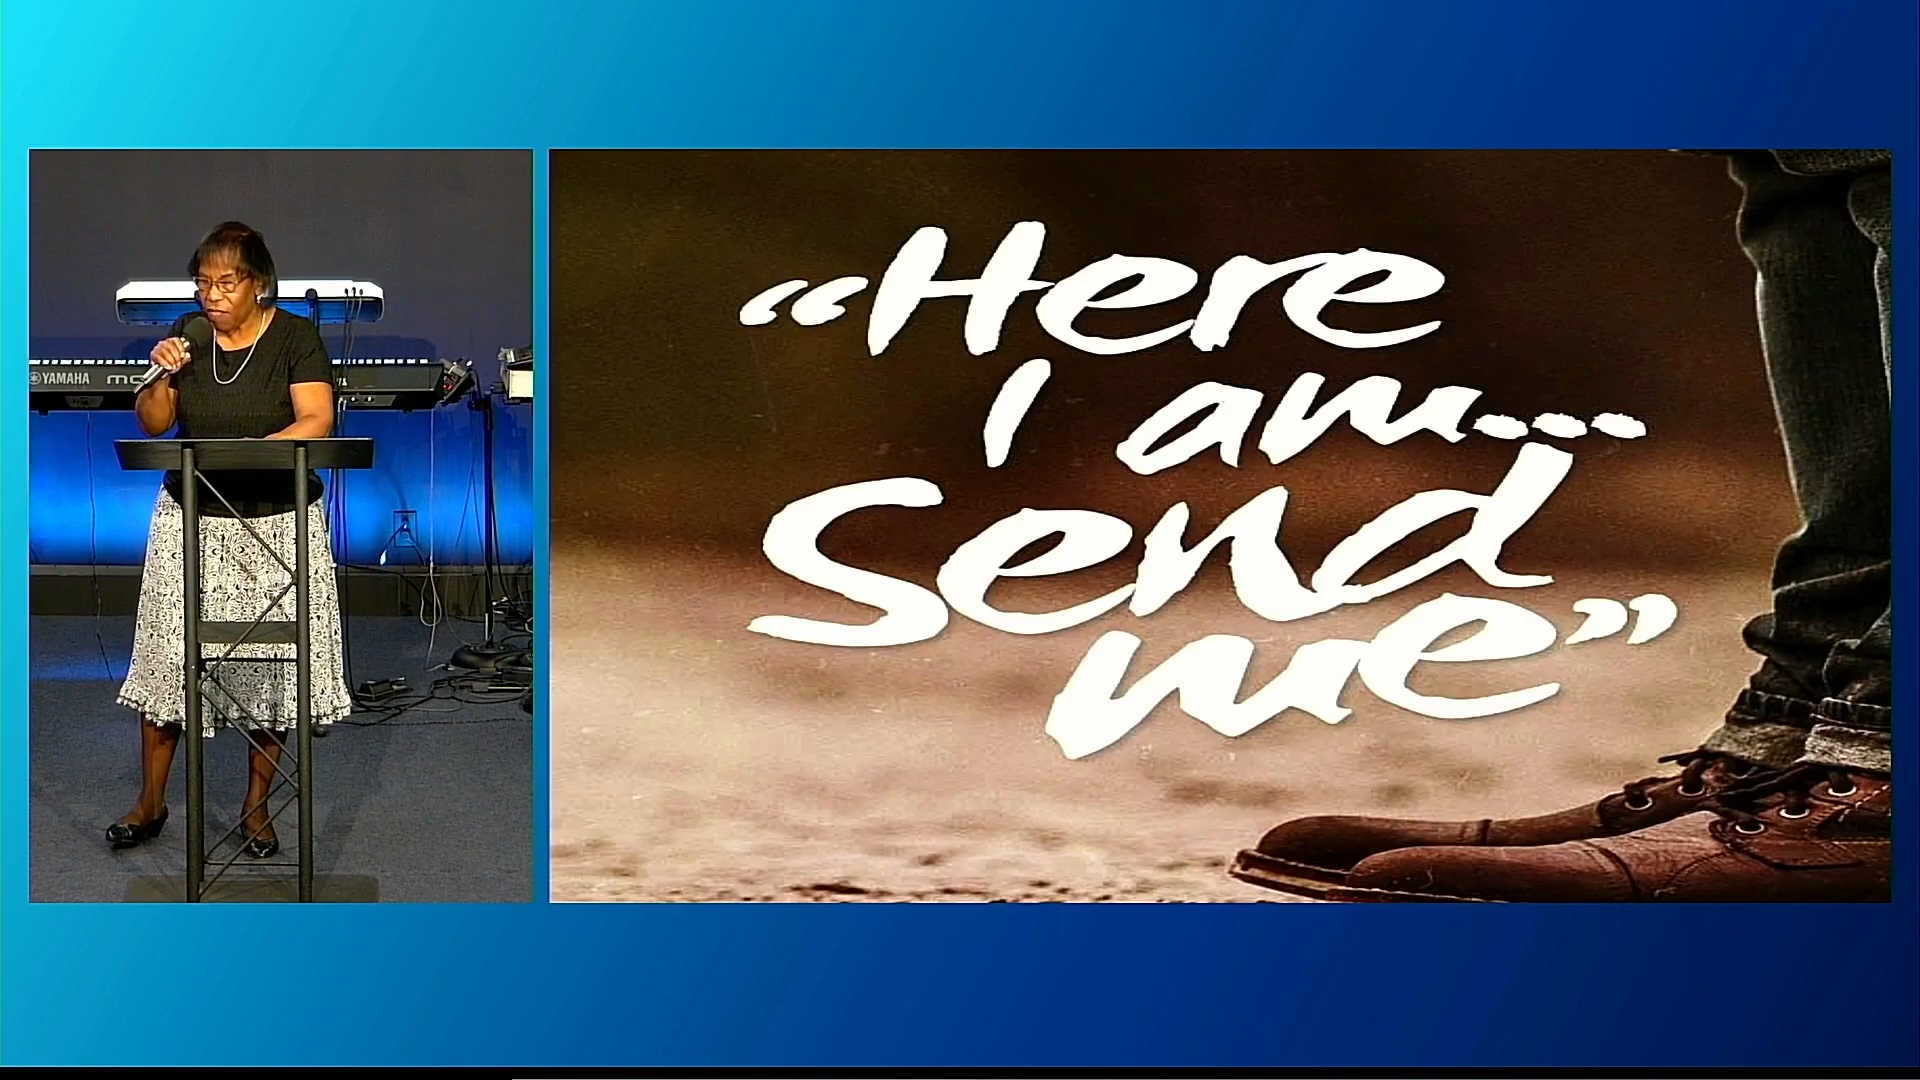 YAMAHA
“Here
I am...
Send
me”